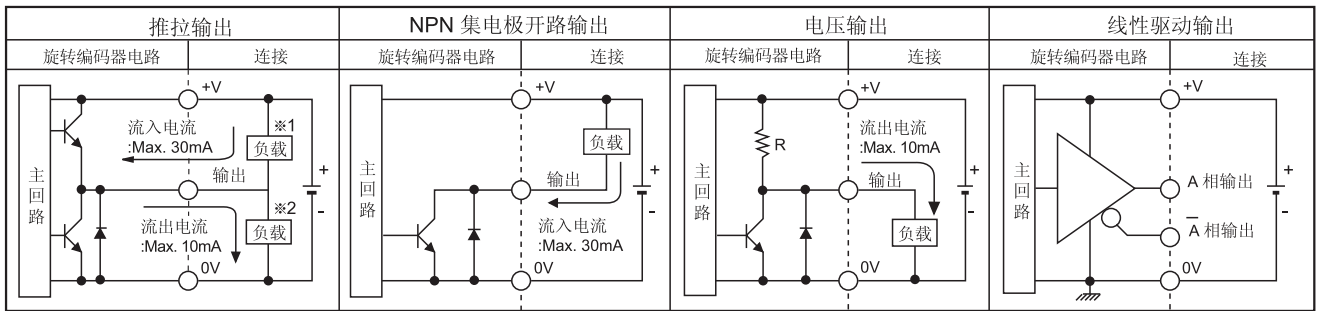 推拉输出
旋转编码器电路
连接
+V
※1
流入电流
:Max. 30mA
负载
主回路
输出
+
-
※2
流出电流
:Max. 10mA
负载
0V
NPN 集电极开路输出
旋转编码器电路
连接
+V
负载
主回路
输出
+
-
流入电流
:Max. 30mA
0V
电压输出
旋转编码器电路
连接
+V
流出电流
:Max. 10mA
R
主回路
输出
+
-
负载
0V
线性驱动输出
旋转编码器电路
连接
+V
主回路
A 相输出
+
-
A̅ 相输出
0V